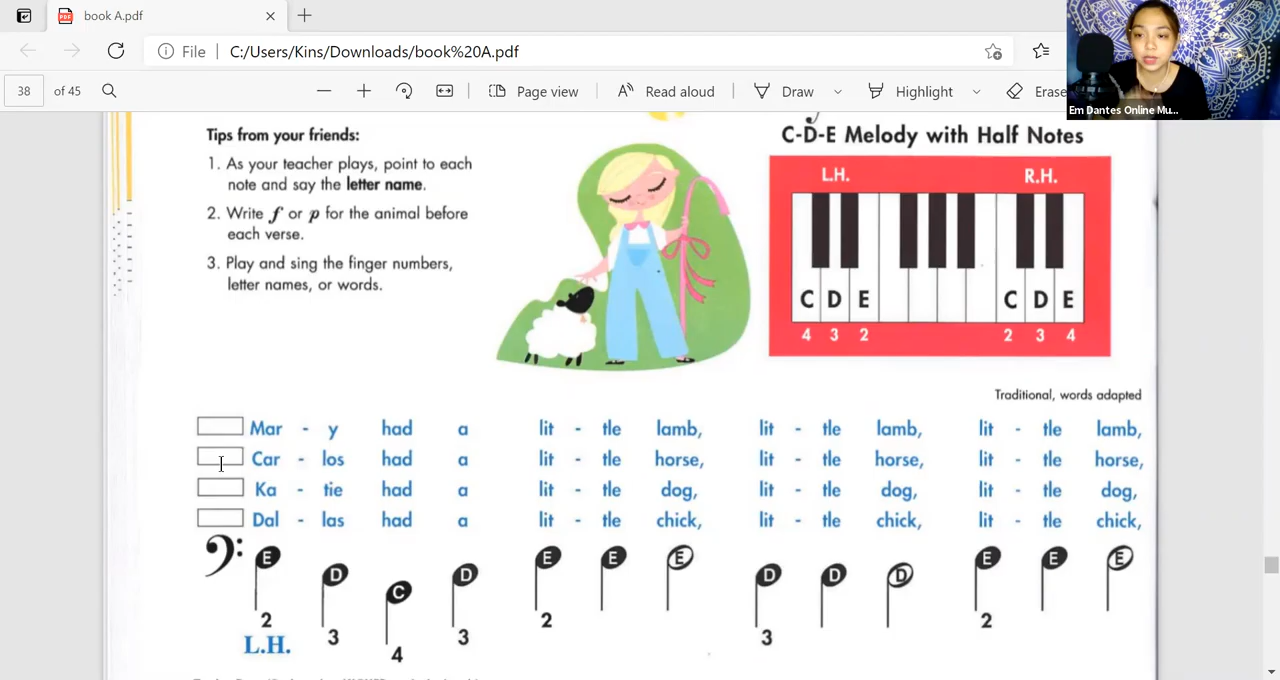 book A.pdf
File C:/Users/Kins/Downloads/book%20A.pdf
38 of 45 Page view Read aloud Draw Highlight Erase
Em Dantes Online Mu...
Tips from your friends:
1. As your teacher plays, point to each
note and say the letter name.
2. Write f or p for the animal before
each verse.
3. Play and sing the finger numbers,
letter names, or words.
C-D-E Melody with Half Notes
L.H. R.H.
C D E C D E
4 3 2 2 3 4
Traditional, words adapted
Mar - y had a lit - tle lamb, lit - tle lamb, lit - tle lamb,
Car - los had a lit - tle horse, lit - tle horse, lit - tle horse,
Ka - tie had a lit - tle dog, lit - tle dog, lit - tle dog,
Dal - las had a lit - tle chick, lit - tle chick, lit - tle chick,
E D C D E E E D D D E E E
2 3 4 3 2 3 2
L.H.